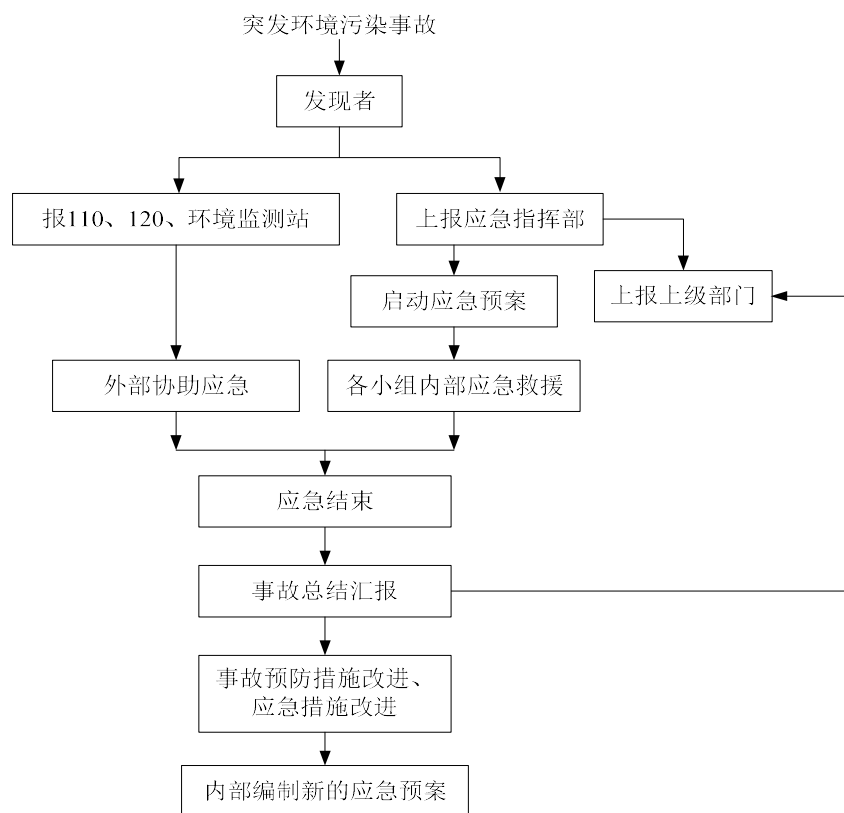 突发环境污染事故
发现者
报110、120、环境监测站
上报应急指挥部
启动应急预案
上报上级部门
外部协助应急
各小组内部应急救援
应急结束
事故总结汇报
事故预防措施改进、
应急措施改进
内部编制新的应急预案